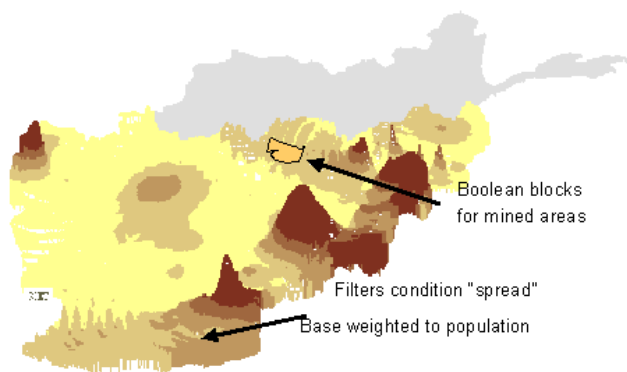 Boolean blocks
for mined areas
Filters condition "spread"
Base weighted to population